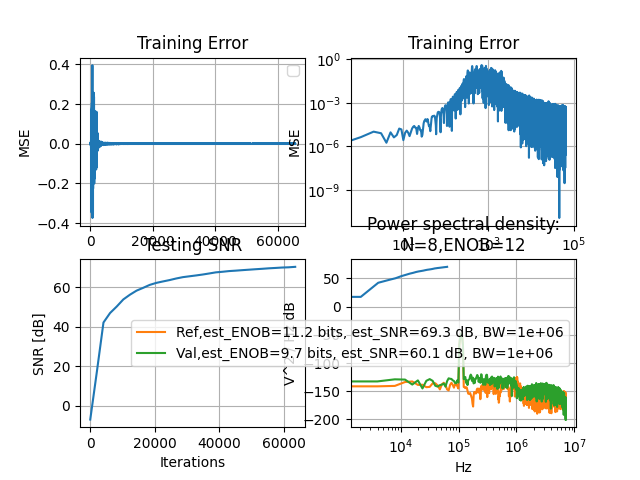 Training Error
Training Error
MSE
0.4
0.2
0.0
−0.2
−0.4
0
20000
40000
60000
MSE
10⁰
10⁻³
10⁻⁶
10⁻⁹
10¹
10³
10⁵
Testing SNR
Power spectral density:
N=8,ENOB=12
SNR [dB]
60
40
20
0
0
20000
40000
60000
Iterations
50
0
−100
−150
−200
10⁴
10⁵
10⁶
10⁷
Hz
Ref,est_ENOB=11.2 bits, est_SNR=69.3 dB, BW=1e+06
Val,est_ENOB=9.7 bits, est_SNR=60.1 dB, BW=1e+06